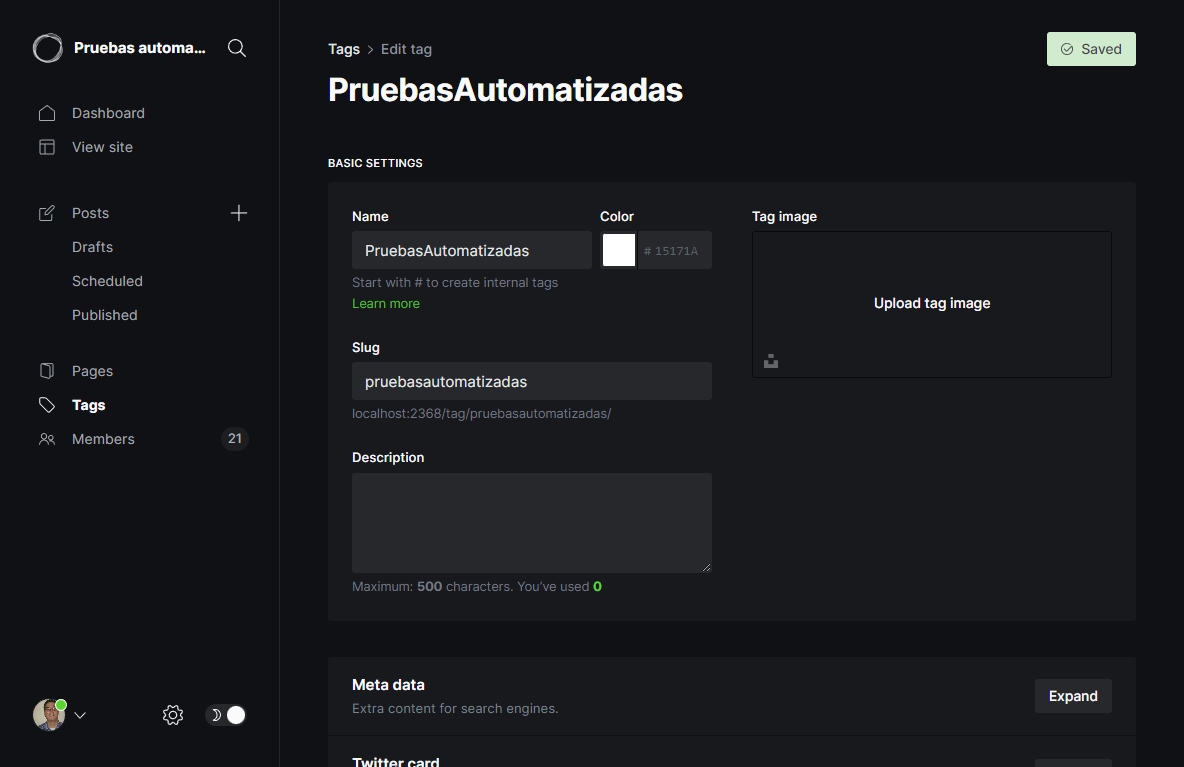 Pruebas automa...
Dashboard
View site
Posts
Drafts
Scheduled
Published
Pages
Tags
Members 21
Tags > Edit tag
Saved
PruebasAutomatizadas
BASIC SETTINGS
Name
PruebasAutomatizadas
Start with # to create internal tags
Learn more
Color
# 15171A
Slug
pruebasautomatizadas
localhost:2368/tag/pruebasautomatizadas/
Description
Maximum: 500 characters. You’ve used 0
Tag image
Upload tag image
Meta data
Extra content for search engines.
Expand
Twitter card